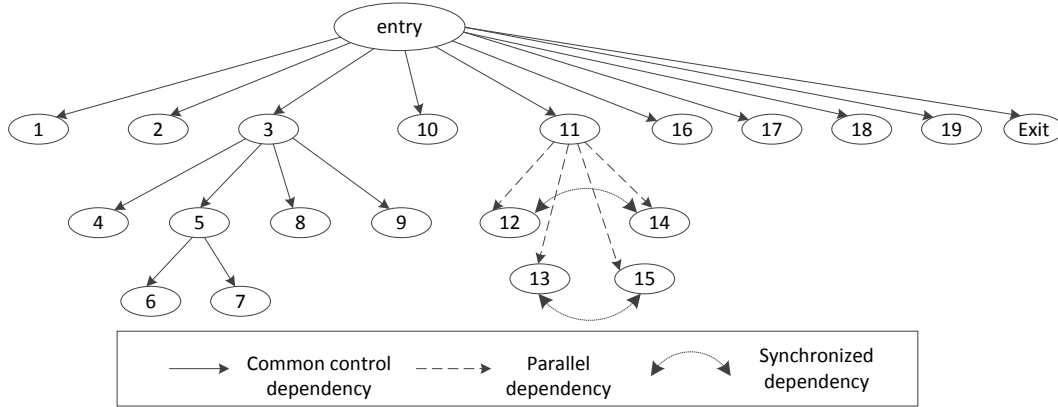 entry
1
2
3
10
11
16
17
18
19
Exit
4
5
8
9
12
14
13
15
6
7
Common control
dependency
Parallel
dependency
Synchronized
dependency